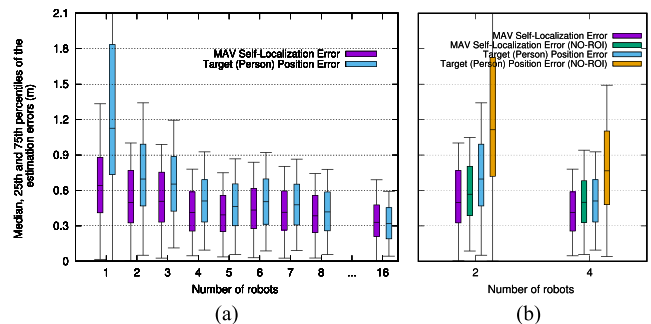 Median, 25th and 75th percentiles of the
estimation errors (m)
2.1
1.8
1.5
1.2
0.9
0.6
0.3
0
MAV Self-Localization Error
Target (Person) Position Error
1 2 3 4 5 6 7 8 ... 16
Number of robots
(a)
MAV Self-Localization Error
MAV Self-Localization Error (NO-ROI)
Target (Person) Position Error
Target (Person) Position Error (NO-ROI)
2 4
Number of robots
(b)